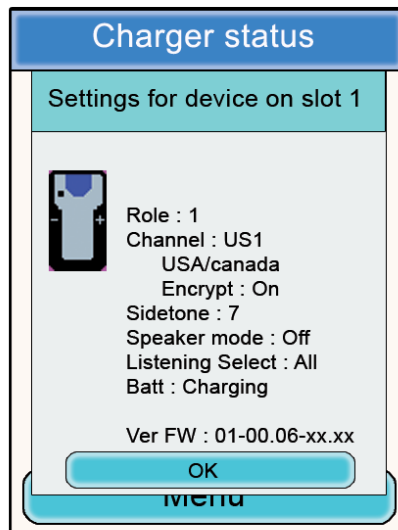 Charger status
Settings for device on slot 1
Role : 1
Channel : US1
USA/canada
Encrypt : On
Sidetone : 7
Speaker mode : Off
Listening Select : All
Batt : Charging
Ver FW : 01-00.06-xx.xx
OK
Menu